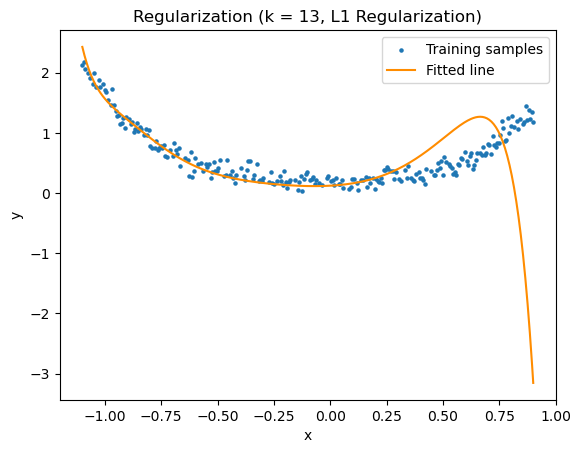 Regularization (k = 13, L1 Regularization)
Training samples
Fitted line
y
2
1
0
−1
−2
−3
−1.00 −0.75 −0.50 −0.25 0.00 0.25 0.50 0.75 1.00
x